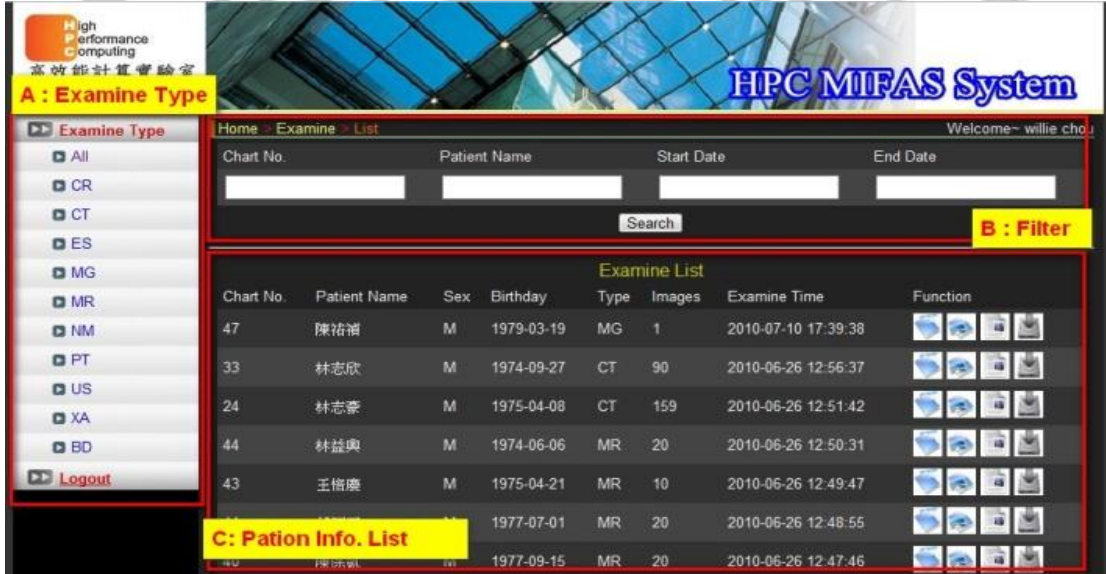 High
Performance
Computing
高效能計算實驗室
HPC MIFAS System
A : Examine Type
Examine Type
All
CR
CT
ES
MG
MR
NM
PT
US
XA
BD
Logout
Home > Examine > List Welcome~ willie chou
Chart No. Patient Name Start Date End Date
Search
B : Filter
Examine List
Chart No. Patient Name Sex Birthday Type Images Examine Time Function
47 M 1979-03-19 MG 1 2010-07-10 17:39:38
33 林志欣 M 1974-09-27 CT 90 2010-06-26 12:56:37
24 林志豪 M 1975-04-08 CT 159 2010-06-26 12:51:42
44 林益興 M 1974-06-06 MR 20 2010-06-26 12:50:31
43 M 1975-04-21 MR 10 2010-06-26 12:49:47
1977-07-01 MR 20 2010-06-26 12:48:55
C: Pation Info. List
40 M 1977-09-15 MR 20 2010-06-26 12:47:46